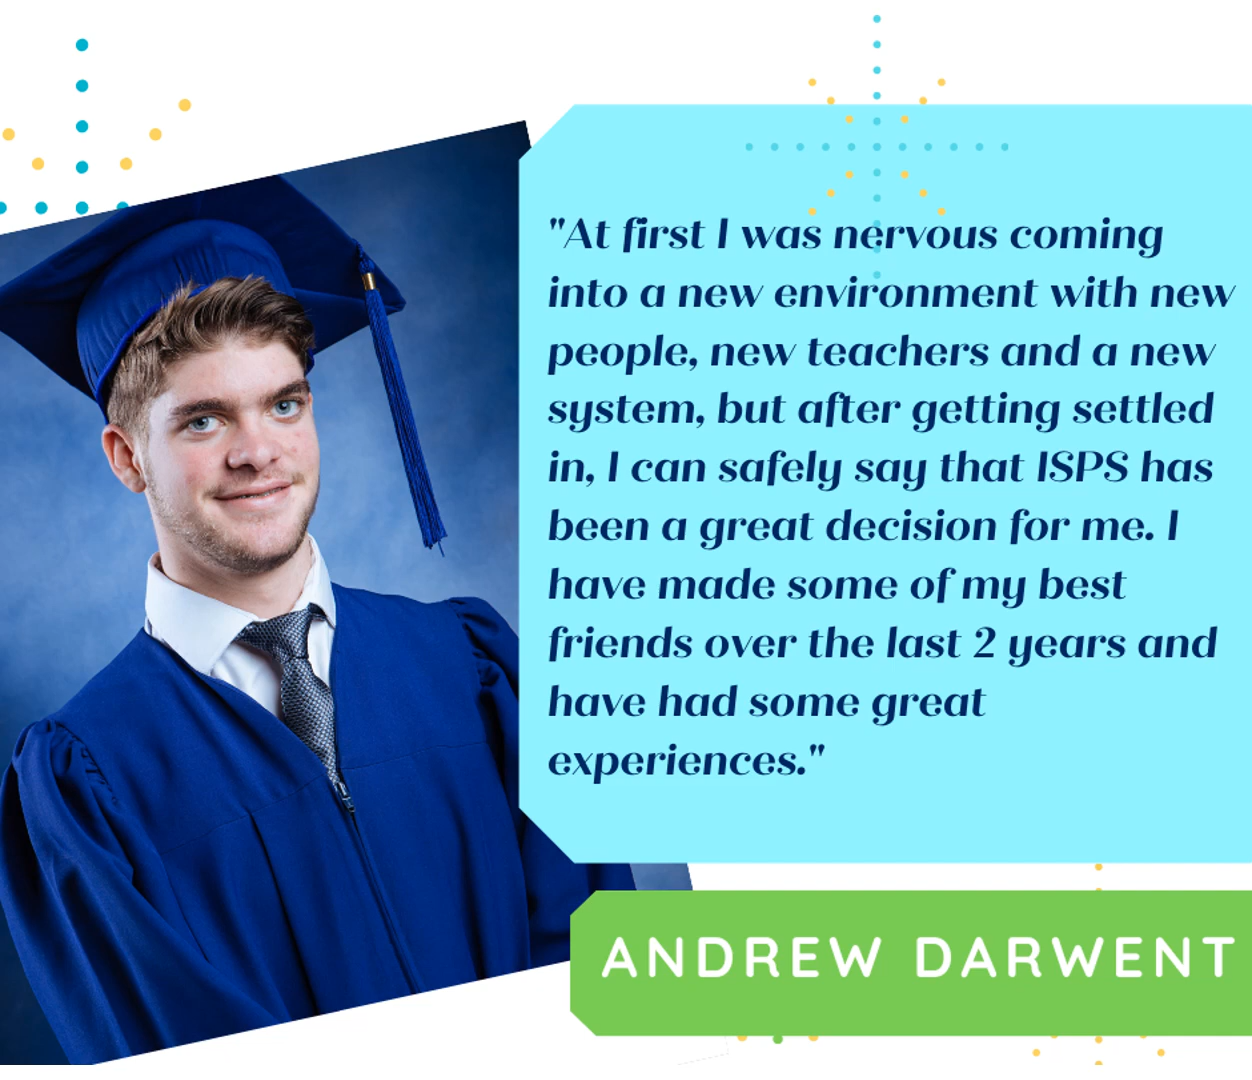 "At first I was nervous coming
into a new environment with new
people, new teachers and a new
system, but after getting settled
in, I can safely say that ISPS has
been a great decision for me. I
have made some of my best
friends over the last 2 years and
have had some great
experiences."
ANDREW DARWENT